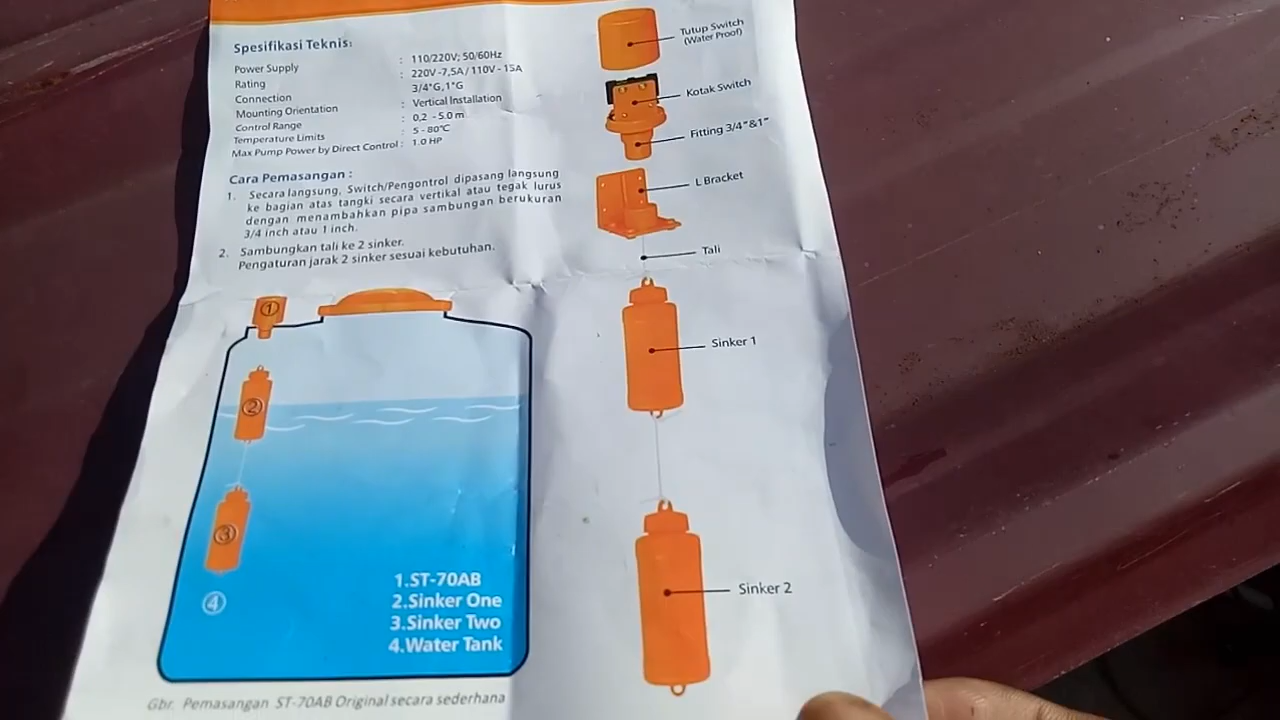 Spesifikasi Teknis:
Power Supply : 110/220V; 50/60Hz
Rating : 220V -7,5A / 110V - 15A
Connection 3/4"G,1"G
Mounting Orientation : Vertical Installation
Control Range : 0,2 - 5.0 m
Temperature Limits : 5 - 80°C
Max Pump Power by Direct Control : 1.0 HP
Cara Pemasangan :
1. Secara langsung, Switch/Pengontrol dipasang langsung
ke bagian atas tangki secara vertikal atau tegak lurus
dengan menambahkan pipa sambungan berukuran
3/4 inch atau 1 inch.
2. Sambungkan tali ke 2 sinker.
Pengaturan jarak 2 sinker sesuai kebutuhan.
1
2
3
4
1.ST-70AB
2.Sinker One
3.Sinker Two
4.Water Tank
Gbr. Pemasangan ST-70AB Original secara sederhana
Tutup Switch
(Water Proof)
Kotak Switch
Fitting 3/4"&1"
L Bracket
Tali
Sinker 1
Sinker 2